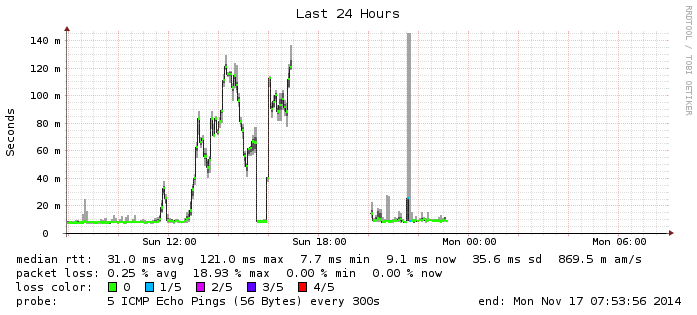 Last 24 Hours
RRDTOOL / TOBI OETIKER
Seconds
140 m
120 m
100 m
80 m
60 m
40 m
20 m
0
Sun 12:00 Sun 18:00 Mon 00:00 Mon 06:00
median rtt: 31.0 ms avg 121.0 ms max 7.7 ms min 9.1 ms now 35.6 ms sd 869.5 m am/s
packet loss: 0.25 % avg 18.93 % max 0.00 % min 0.00 % now
loss color: 0 1/5 2/5 3/5 4/5
probe: 5 ICMP Echo Pings (56 Bytes) every 300s end: Mon Nov 17 07:53:56 2014